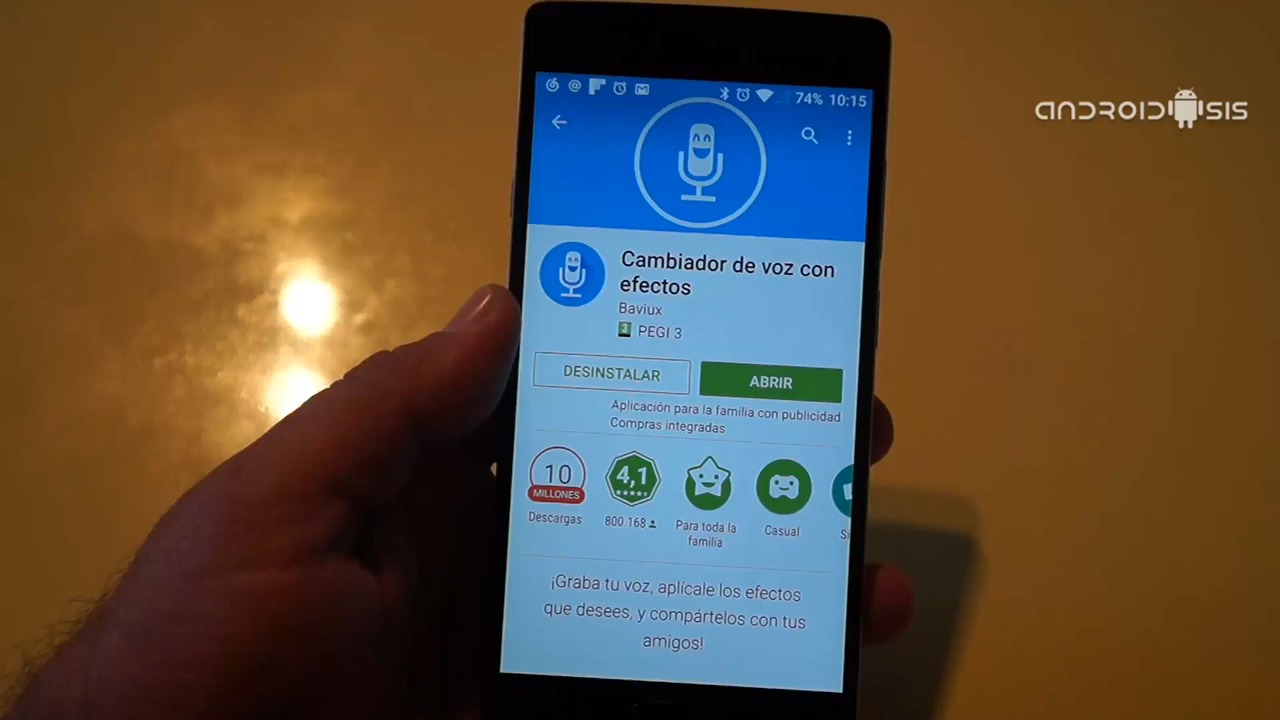 74% 10:15
ANDROIDSIS
Cambiador de voz con
efectos
Baviux
3 PEGI 3
DESINSTALAR
ABRIR
Aplicación para la familia con publicidad
Compras integradas
10
MILLONES
Descargas
4,1
800.168
Para toda la
familia
Casual
¡Graba tu voz, aplícale los efectos
que desees, y compártelos con tus
amigos!